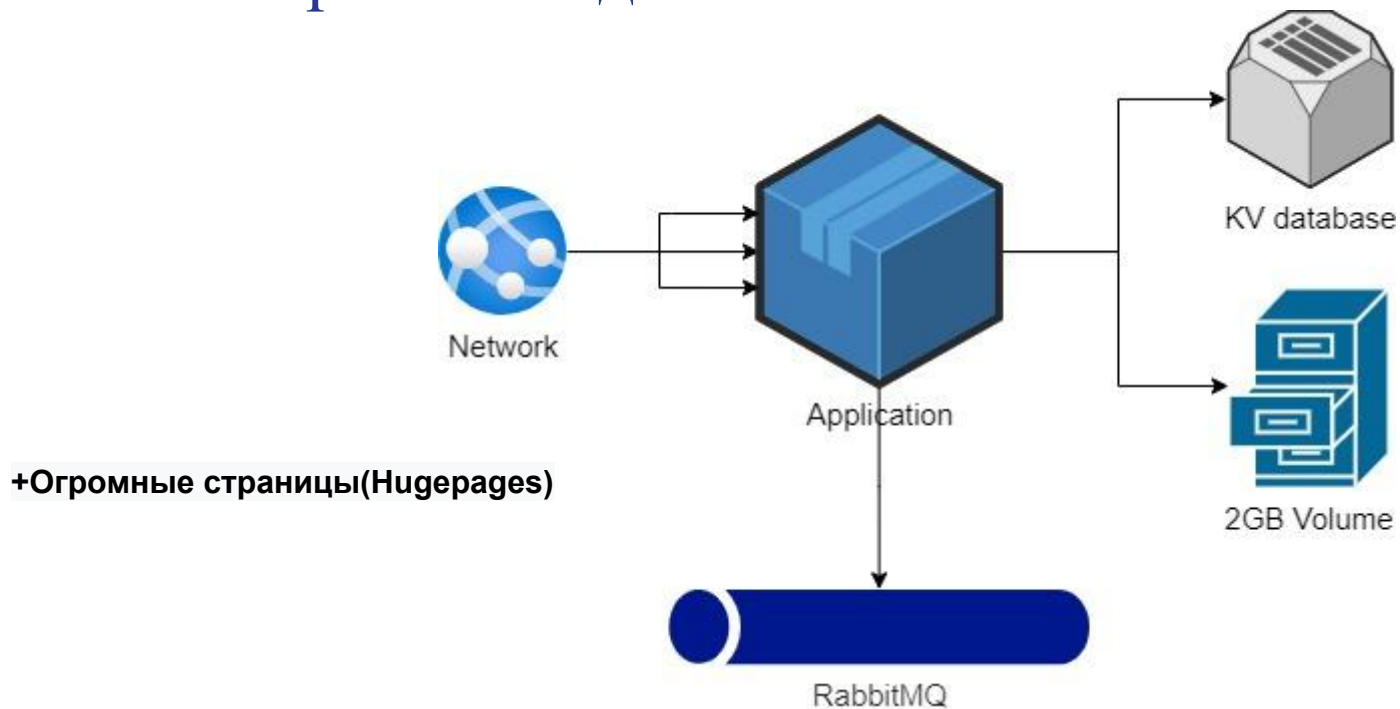 KV database
Network
Application
+Огромные страницы(Hugepages)
2GB Volume
RabbitMQ